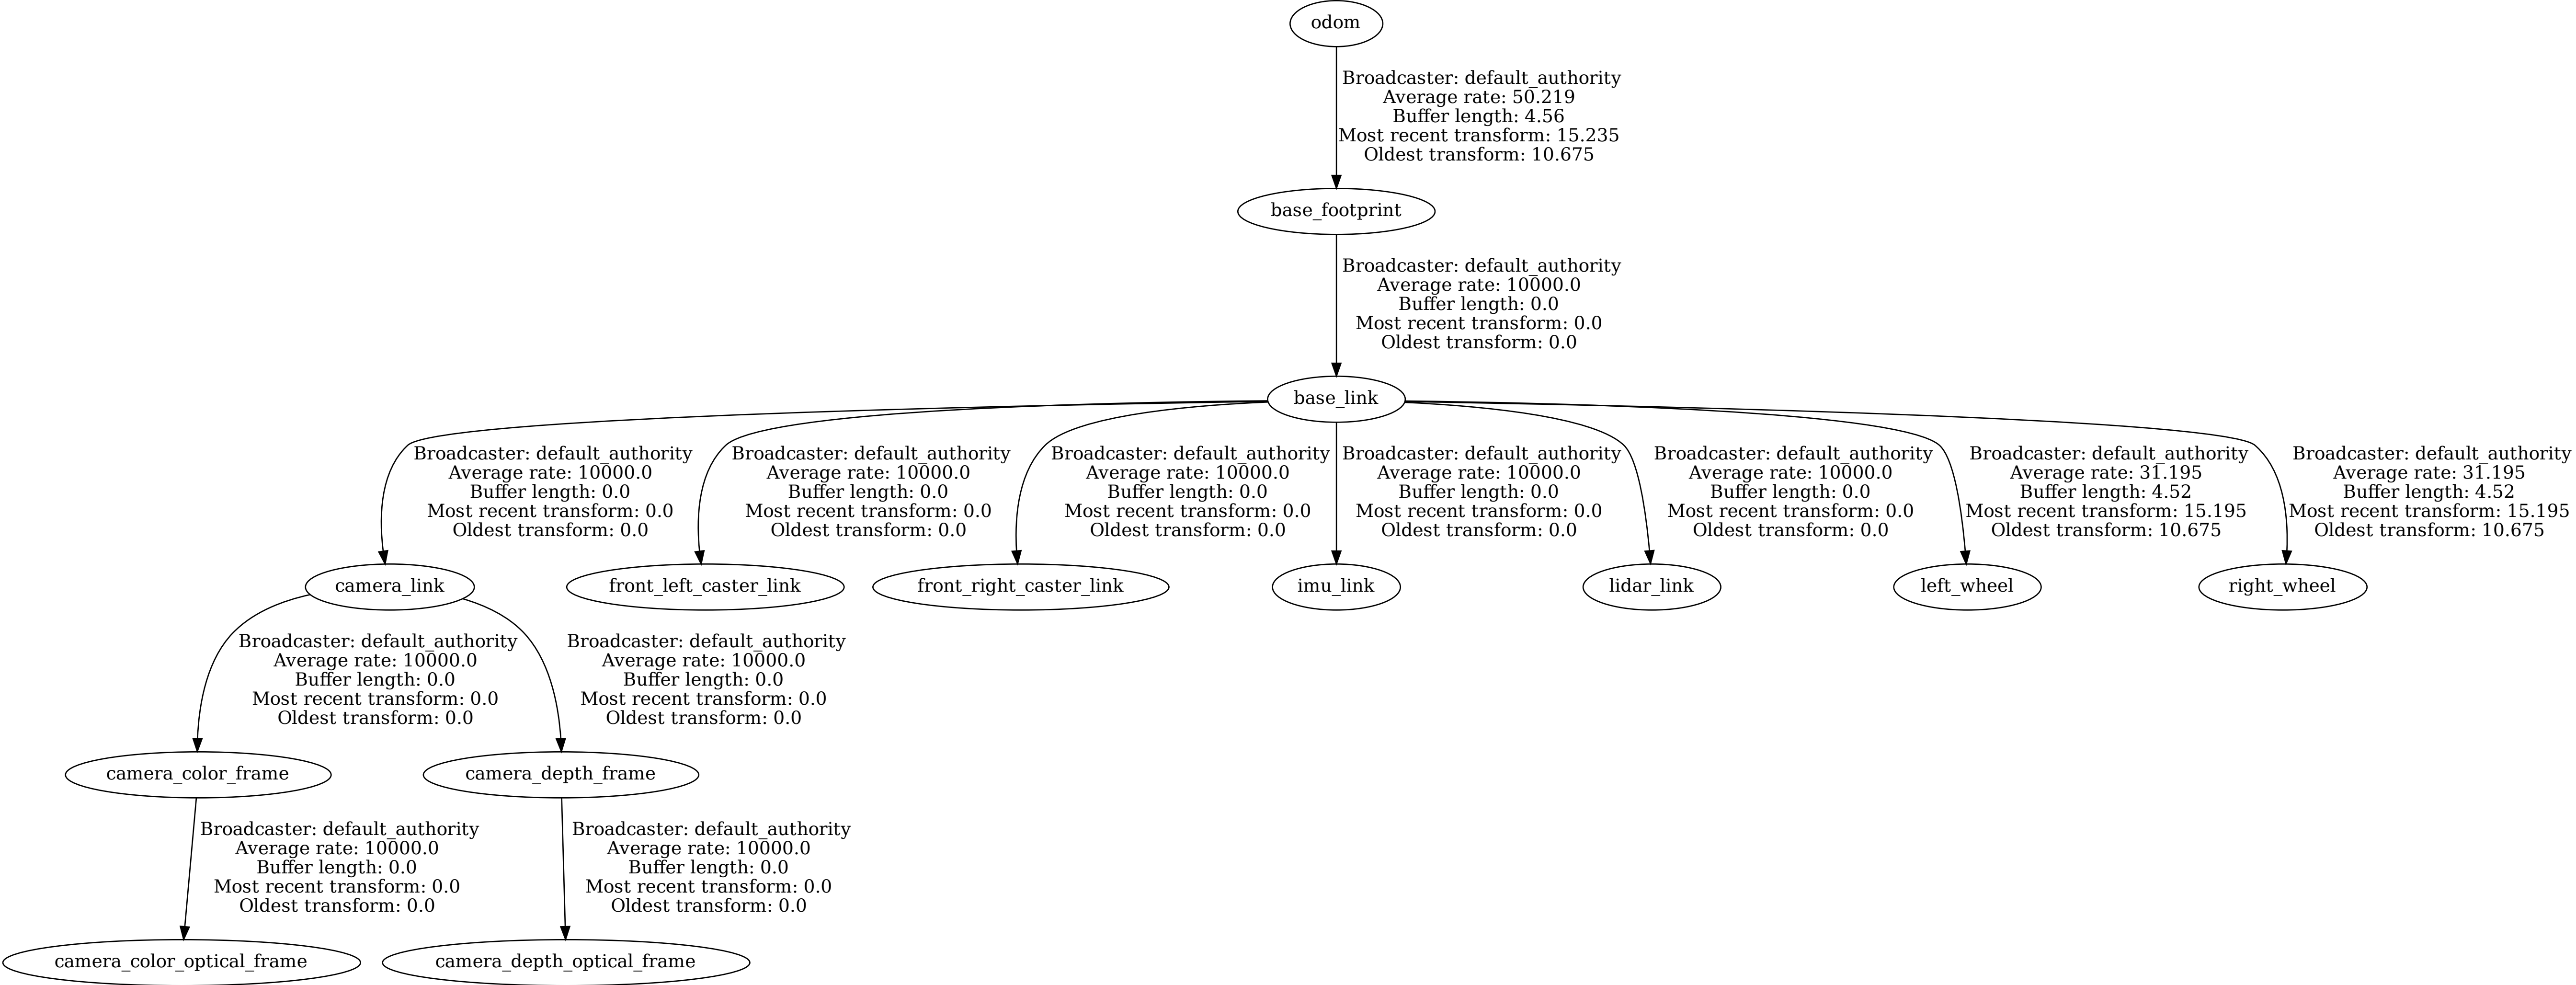 odom
Broadcaster: default_authority
Average rate: 50.219
Buffer length: 4.56
Most recent transform: 15.235
Oldest transform: 10.675
base_footprint
Broadcaster: default_authority
Average rate: 10000.0
Buffer length: 0.0
Most recent transform: 0.0
Oldest transform: 0.0
base_link
Broadcaster: default_authority
Average rate: 10000.0
Buffer length: 0.0
Most recent transform: 0.0
Oldest transform: 0.0
Broadcaster: default_authority
Average rate: 10000.0
Buffer length: 0.0
Most recent transform: 0.0
Oldest transform: 0.0
Broadcaster: default_authority
Average rate: 10000.0
Buffer length: 0.0
Most recent transform: 0.0
Oldest transform: 0.0
Broadcaster: default_authority
Average rate: 10000.0
Buffer length: 0.0
Most recent transform: 0.0
Oldest transform: 0.0
Broadcaster: default_authority
Average rate: 10000.0
Buffer length: 0.0
Most recent transform: 0.0
Oldest transform: 0.0
Broadcaster: default_authority
Average rate: 31.195
Buffer length: 4.52
Most recent transform: 15.195
Oldest transform: 10.675
Broadcaster: default_authority
Average rate: 31.195
Buffer length: 4.52
Most recent transform: 15.195
Oldest transform: 10.675
camera_link
front_left_caster_link
front_right_caster_link
imu_link
lidar_link
left_wheel
right_wheel
Broadcaster: default_authority
Average rate: 10000.0
Buffer length: 0.0
Most recent transform: 0.0
Oldest transform: 0.0
Broadcaster: default_authority
Average rate: 10000.0
Buffer length: 0.0
Most recent transform: 0.0
Oldest transform: 0.0
camera_color_frame
camera_depth_frame
Broadcaster: default_authority
Average rate: 10000.0
Buffer length: 0.0
Most recent transform: 0.0
Oldest transform: 0.0
Broadcaster: default_authority
Average rate: 10000.0
Buffer length: 0.0
Most recent transform: 0.0
Oldest transform: 0.0
camera_color_optical_frame
camera_depth_optical_frame